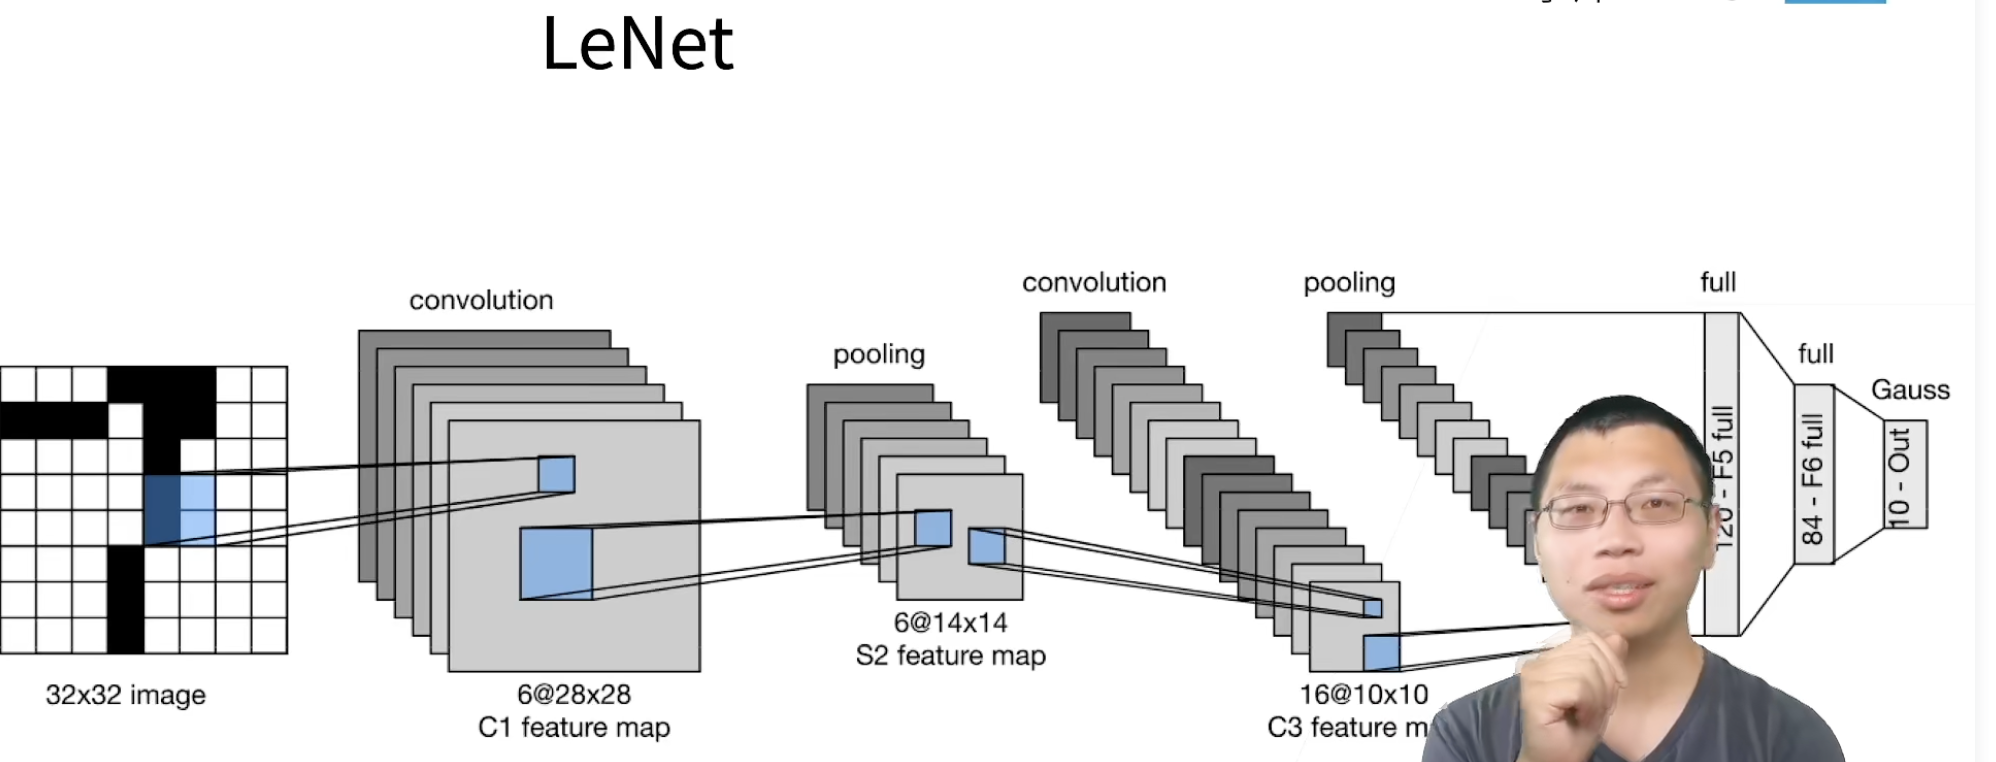 LeNet
convolution
pooling
convolution
pooling
full
full
Gauss
120 - F5 full
84 - F6 full
10 - Out
32x32 image
6@28x28
C1 feature map
6@14x14
S2 feature map
16@10x10
C3 feature m